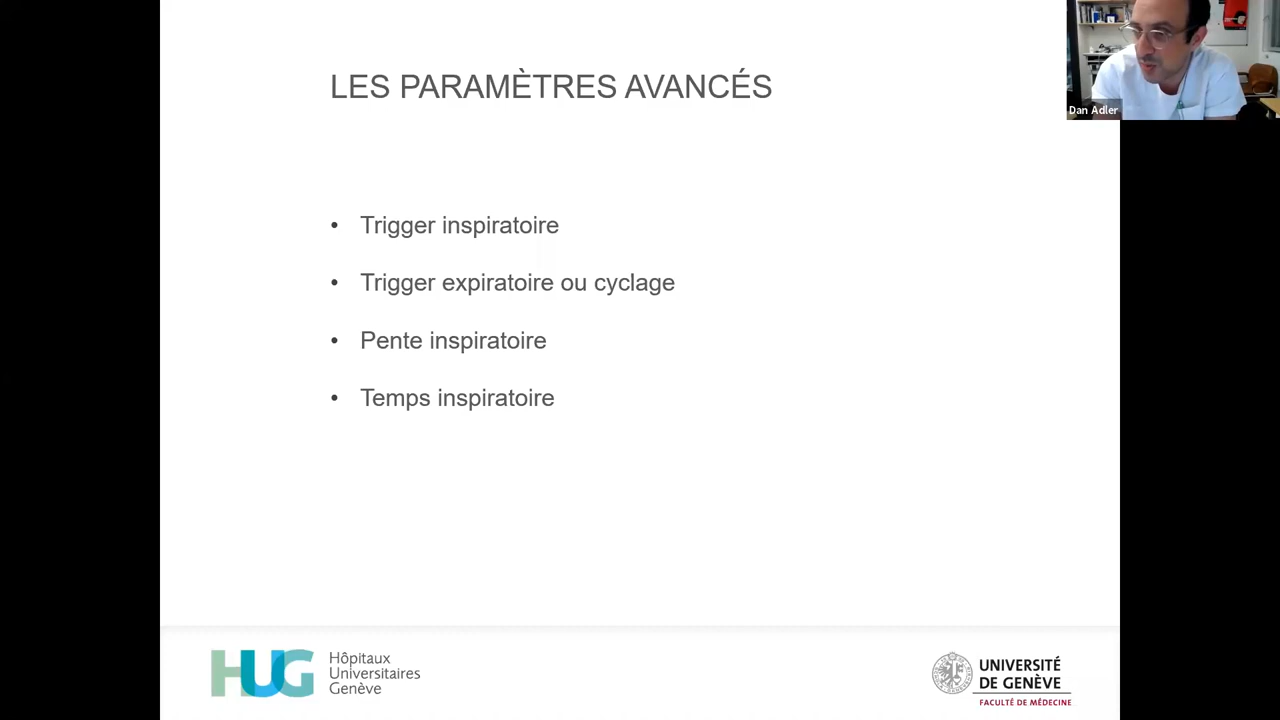 LES PARAMÈTRES AVANCÉS
Dan Adler
• Trigger inspiratoire
• Trigger expiratoire ou cyclage
• Pente inspiratoire
• Temps inspiratoire
HUG
Hôpitaux
Universitaires
Genève
UNIVERSITÉ
DE GENÈVE
FACULTÉ DE MÉDECINE